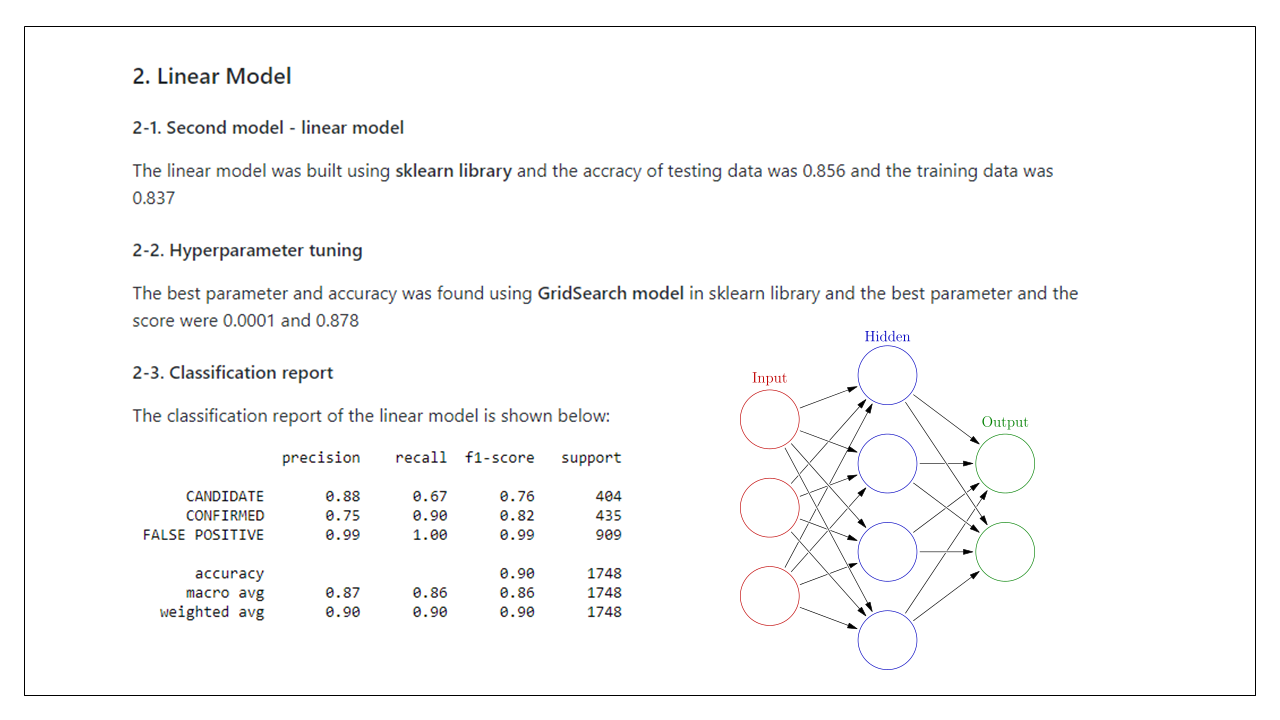 2. Linear Model
2-1. Second model - linear model
The linear model was built using sklearn library and the accracy of testing data was 0.856 and the training data was
0.837
2-2. Hyperparameter tuning
The best parameter and accuracy was found using GridSearch model in sklearn library and the best parameter and the
score were 0.0001 and 0.878
2-3. Classification report
The classification report of the linear model is shown below:
precision recall f1-score support
CANDIDATE 0.88 0.67 0.76 404
CONFIRMED 0.75 0.90 0.82 435
FALSE POSITIVE 0.99 1.00 0.99 909
accuracy 0.90 1748
macro avg 0.87 0.86 0.86 1748
weighted avg 0.90 0.90 0.90 1748
Input
Hidden
Output